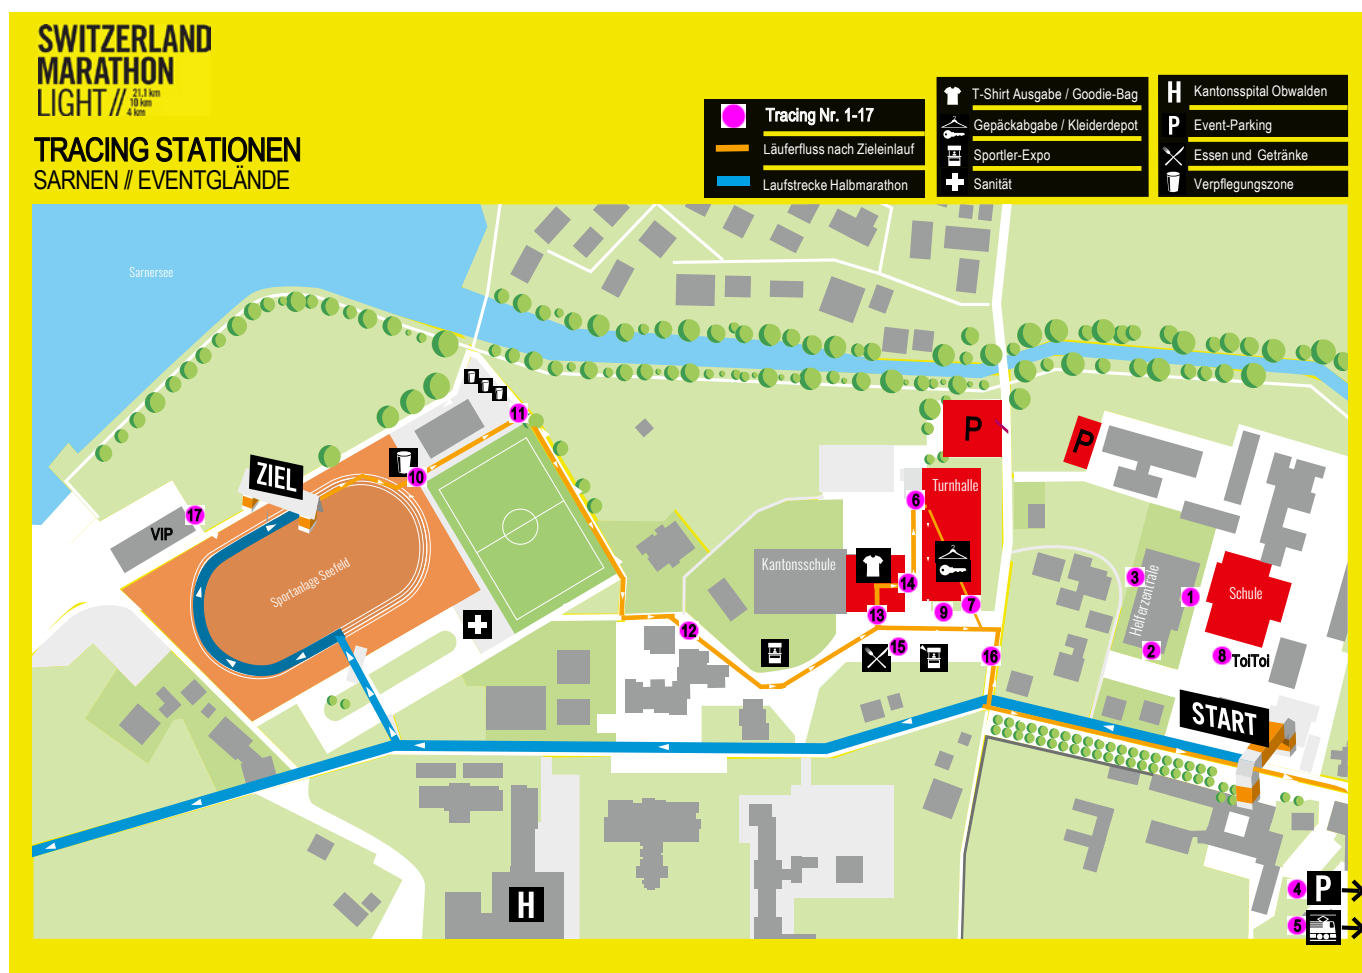 SWITZERLAND
MARATHON
LIGHT // 21,1 km
10 km
4 km
TRACING STATIONEN
SARNEN // EVENTGLÄNDE
Tracing Nr. 1-17
Läuferfluss nach Zieleinlauf
Laufstrecke Halbmarathon
T-Shirt Ausgabe / Goodie-Bag
Gepäckabgabe / Kleiderdepot
Sportler-Expo
Sanität
H Kantonsspital Obwalden
P Event-Parking
Essen und Getränke
Verpflegungszone
Sarnersee
11
P
P
ZIEL
10
Turnhalle
6
17
VIP
Kantonsschule
Sportanlage Seefeld
14
3
Helferzentrale
1
Schule
13
9
7
12
15
16
2
8 ToiToi
START
4 P
H
5